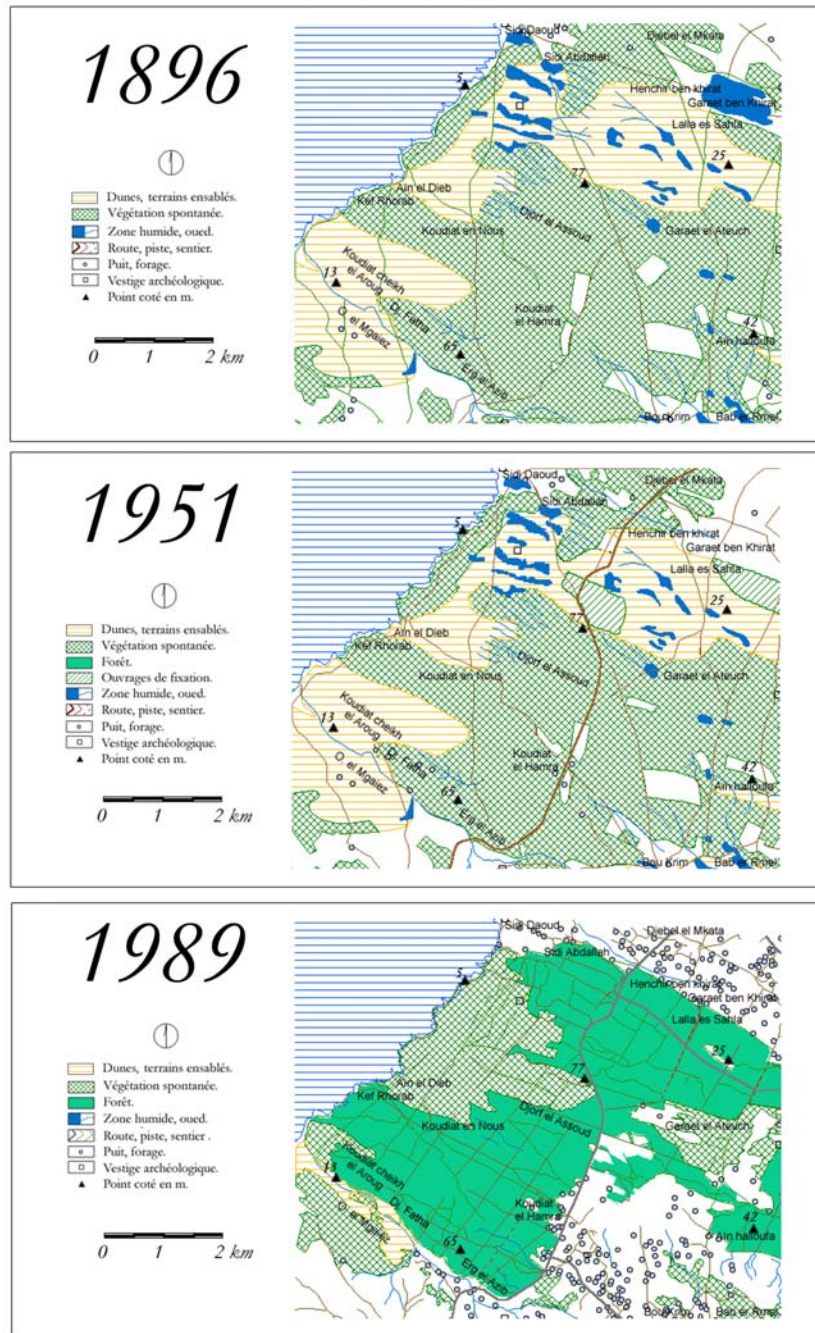 1896
Dunes, terrains ensablés.
Végétation spontanée.
Zone humide, oued.
Route, piste, sentier.
Puit, forage.
Vestige archéologique.
Point coté en m.
0 1 2 km
Sidi Daoud
Djebel el Mkata
Sidi Abdallah
5
Henchir ben khirat
Garaet ben Khirat
Lalla es Sahla
25
77
Ain el Dieb
Kef Rhorab
Djorf el Assoud
Koudiat en Nous
Garaet el Ateuch
Koudiat cheikh
el Aroug
13
Dj. Fatha
O. el Mgaiez
Koudiat
el Hamra
42
Ain halloufa
65
Erg el Azib
Bou Krim
Bab er Rmel
1951
Dunes, terrains ensablés.
Végétation spontanée.
Forêt.
Ouvrages de fixation.
Zone humide, oued.
Route, piste, sentier.
Puit, forage.
Vestige archéologique.
Point coté en m.
0 1 2 km
Sidi Daoud
Djebel el Mkata
Sidi Abdallah
5
Henchir ben khirat
Garaet ben Khirat
Lalla es Sahla
25
77
Ain el Dieb
Kef Rhorab
Djorf el Assoud
Koudiat en Nous
Garaet el Ateuch
Koudiat cheikh
el Aroug
13
Dj. Fatha
O. el Mgaiez
Koudiat
el Hamra
42
Ain halloufa
65
Erg el Azib
Bou Krim
Bab er Rmel
1989
Dunes, terrains ensablés.
Végétation spontanée.
Forêt.
Zone humide, oued.
Route, piste, sentier .
Puit, forage.
Vestige archéologique.
Point coté en m.
0 1 2 km
Sidi Daoud
Djebel el Mkata
Sidi Abdallah
5
Henchir ben khirat
Garaet ben Khirat
Lalla es Sahla
25
77
Ain el Dieb
Kef Rhorab
Djorf el Assoud
Koudiat en Nous
Garaet el Ateuch
Koudiat cheikh
el Aroug
13
Dj. Fatha
O. el Mgaiez
Koudiat
el Hamra
42
Ain halloufa
65
Erg el Azib
Bou Krim
Bab er Rmel